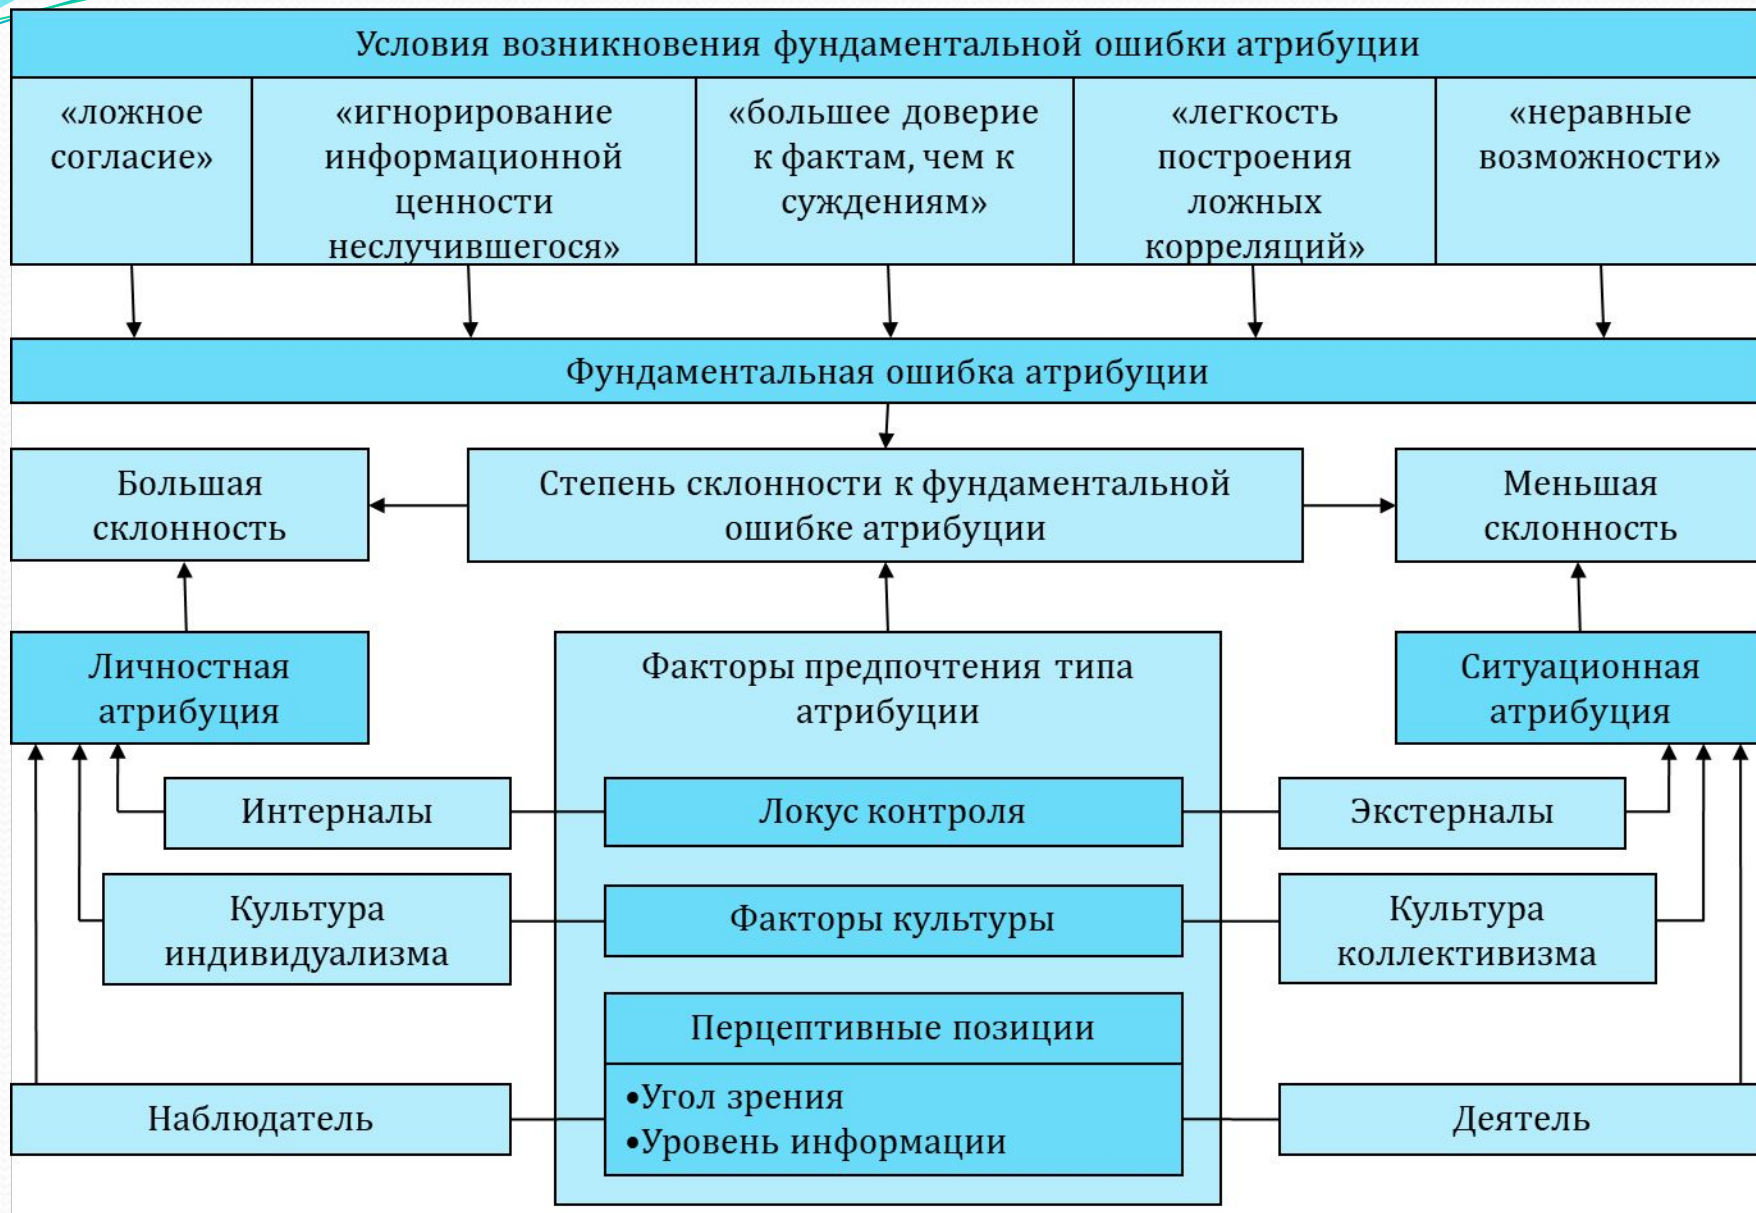 Условия возникновения фундаментальной ошибки атрибуции
«ложное
согласие»
«игнорирование
информационной
ценности
неслучившегося»
«большее доверие
к фактам, чем к
суждениям»
«легкость
построения
ложных
корреляций»
«неравные
возможности»
Фундаментальная ошибка атрибуции
Большая
склонность
Степень склонности к фундаментальной
ошибке атрибуции
Меньшая
склонность
Личностная
атрибуция
Факторы предпочтения типа
атрибуции
Ситуационная
атрибуция
Интерналы
Локус контроля
Экстерналы
Культура
индивидуализма
Факторы культуры
Культура
коллективизма
Перцептивные позиции
•Угол зрения
•Уровень информации
Наблюдатель
Деятель